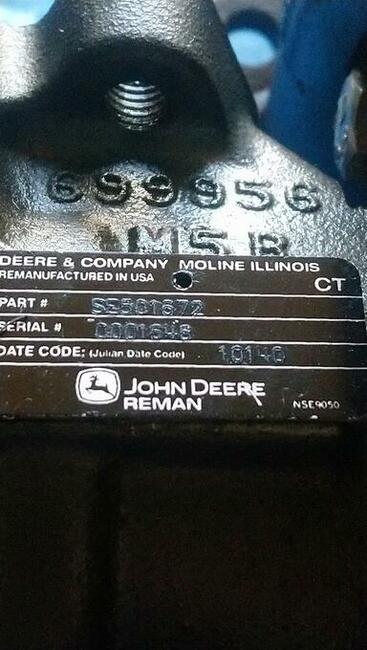 699956
M5B
DEERE & COMPANY MOLINE ILLINOIS
REMANUFACTURED IN USA
CT
PART # SE501672
SERIAL # 0001646
DATE CODE: (Julian Date Code) 10140
JOHN DEERE
REMAN
NSE9050